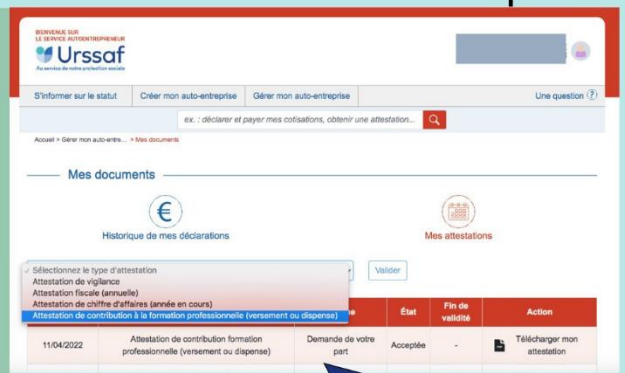 BIENVENUE SUR
LE SERVICE AUTOENTREPRENEUR
Urssaf
Au service de notre protection sociale
S'informer sur le statut
Créer mon auto-entreprise
Gérer mon auto-entreprise
Une question ?
ex. : déclarer et payer mes cotisations, obtenir une attestation...
Accueil > Gérer mon auto-entre... > Mes documents
Mes documents
€
Historique de mes déclarations
Mes attestations
✓ Sélectionnez le type d'attestation
Valider
Attestation de vigilance
Attestation fiscale (annuelle)
Attestation de chiffre d'affaires (année en cours)
Attestation de contribution à la formation professionnelle (versement ou dispense)
État
Fin de validité
Action
11/04/2022
Attestation de contribution formation
professionnelle (versement ou dispense)
Demande de votre
part
Acceptée
-
Télécharger mon
attestation